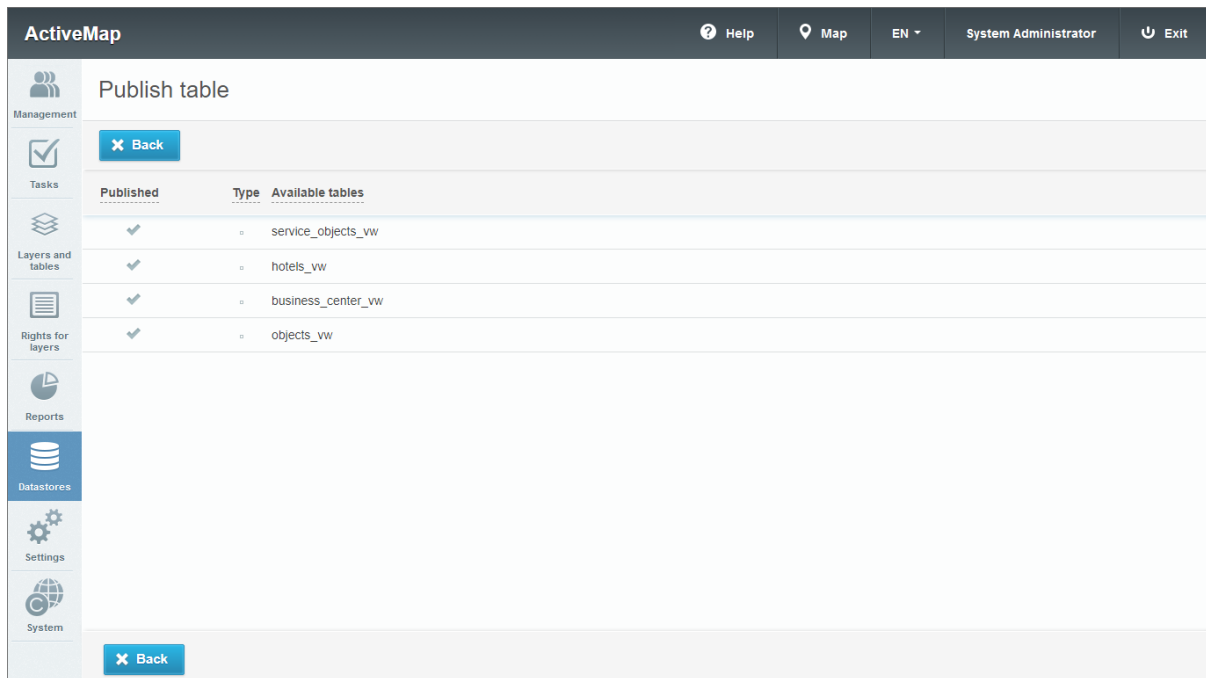 ActiveMap
Help
Map
EN
System Administrator
Exit
Management
Tasks
Layers and
tables
Rights for
layers
Reports
Datastores
Settings
System
Publish table
Back
Published Type Available tables
service_objects_vw
hotels_vw
business_center_vw
objects_vw
Back